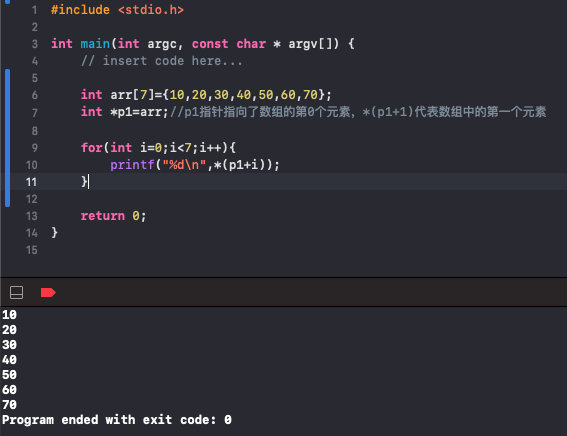 1 #include <stdio.h>
2
3 int main(int argc, const char * argv[]) {
4 // insert code here...
5
6 int arr[7]={10,20,30,40,50,60,70};
7 int *p1=arr;//p1指针指向了数组的第0个元素，*(p1+1)代表数组中的第一个元素
8
9 for(int i=0;i<7;i++){
10 printf("%d\n",*(p1+i));
11 }
12
13 return 0;
14 }
15
10
20
30
40
50
60
70
Program ended with exit code: 0